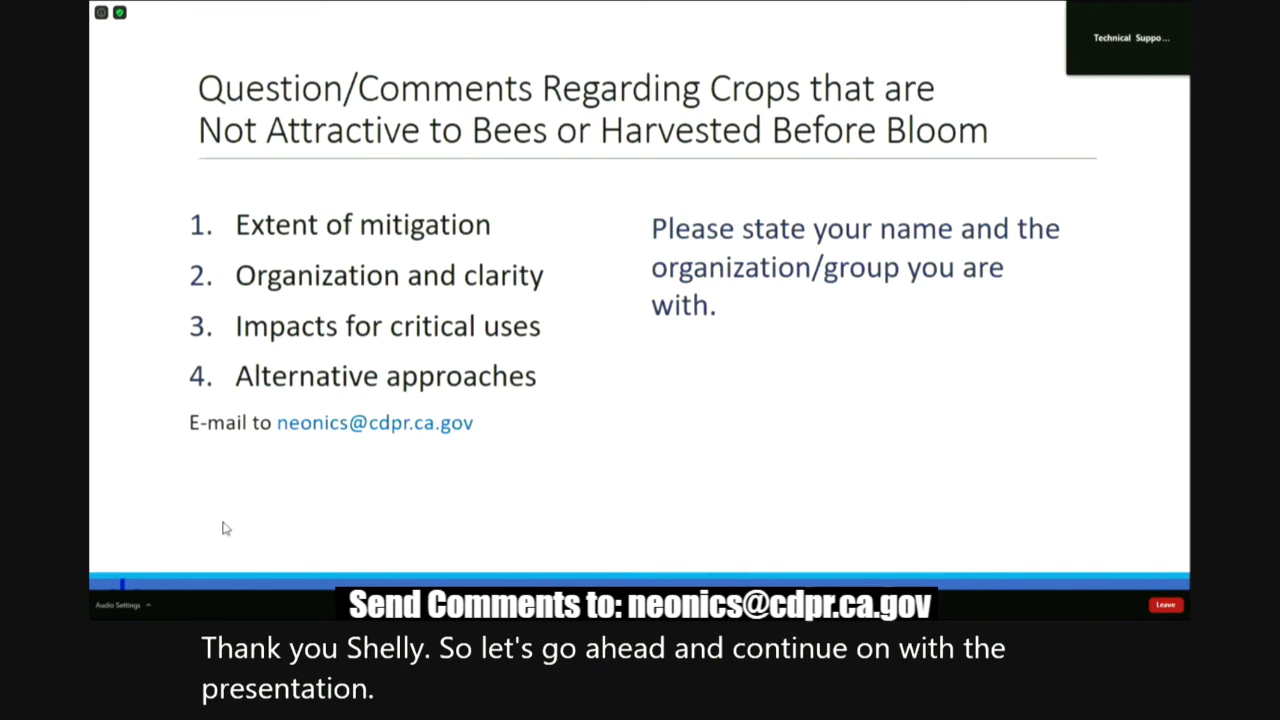 Technical Suppo...
Question/Comments Regarding Crops that are
Not Attractive to Bees or Harvested Before Bloom
1. Extent of mitigation
2. Organization and clarity
3. Impacts for critical uses
4. Alternative approaches
E-mail to neonics@cdpr.ca.gov
Please state your name and the
organization/group you are
with.
Audio Settings
Leave
Send Comments to: neonics@cdpr.ca.gov
Thank you Shelly. So let's go ahead and continue on with the
presentation.